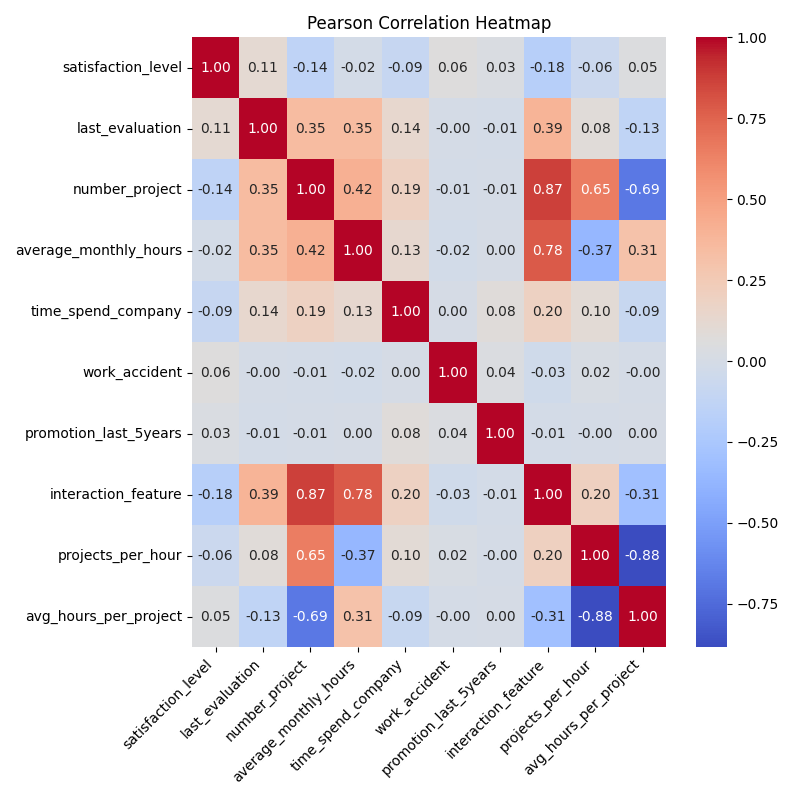 Pearson Correlation Heatmap
satisfaction_level 1.00 0.11 -0.14 -0.02 -0.09 0.06 0.03 -0.18 -0.06 0.05
last_evaluation 0.11 1.00 0.35 0.35 0.14 -0.00 -0.01 0.39 0.08 -0.13
number_project -0.14 0.35 1.00 0.42 0.19 -0.01 -0.01 0.87 0.65 -0.69
average_monthly_hours -0.02 0.35 0.42 1.00 0.13 -0.02 0.00 0.78 -0.37 0.31
time_spend_company -0.09 0.14 0.19 0.13 1.00 0.00 0.08 0.20 0.10 -0.09
work_accident 0.06 -0.00 -0.01 -0.02 0.00 1.00 0.04 -0.03 0.02 -0.00
promotion_last_5years 0.03 -0.01 -0.01 0.00 0.08 0.04 1.00 -0.01 -0.00 0.00
interaction_feature -0.18 0.39 0.87 0.78 0.20 -0.03 -0.01 1.00 0.20 -0.31
projects_per_hour -0.06 0.08 0.65 -0.37 0.10 0.02 -0.00 0.20 1.00 -0.88
avg_hours_per_project 0.05 -0.13 -0.69 0.31 -0.09 -0.00 0.00 -0.31 -0.88 1.00
satisfaction_level
last_evaluation
number_project
average_monthly_hours
time_spend_company
work_accident
promotion_last_5years
interaction_feature
projects_per_hour
avg_hours_per_project
1.00
0.75
0.50
0.25
0.00
−0.25
−0.50
−0.75